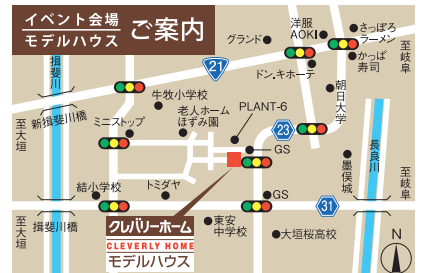 イベント会場
モデルハウス
ご案内
グランド
洋服
AOKI
さっぽろ
ラーメン
至岐阜
揖斐川
21
ドン.キホーテ
かっぱ
寿司
牛牧小学校
朝日大学
新揖斐川橋
至大垣
ミニストップ
老人ホーム
ほずみ園
PLANT-6
23
GS
長良川
墨俣城
至岐阜
結小学校
トミダヤ
GS
31
至大垣
揖斐川橋
クレバリーホーム
CLEVERLY HOME
モデルハウス
東安
中学校
大垣桜高校
N